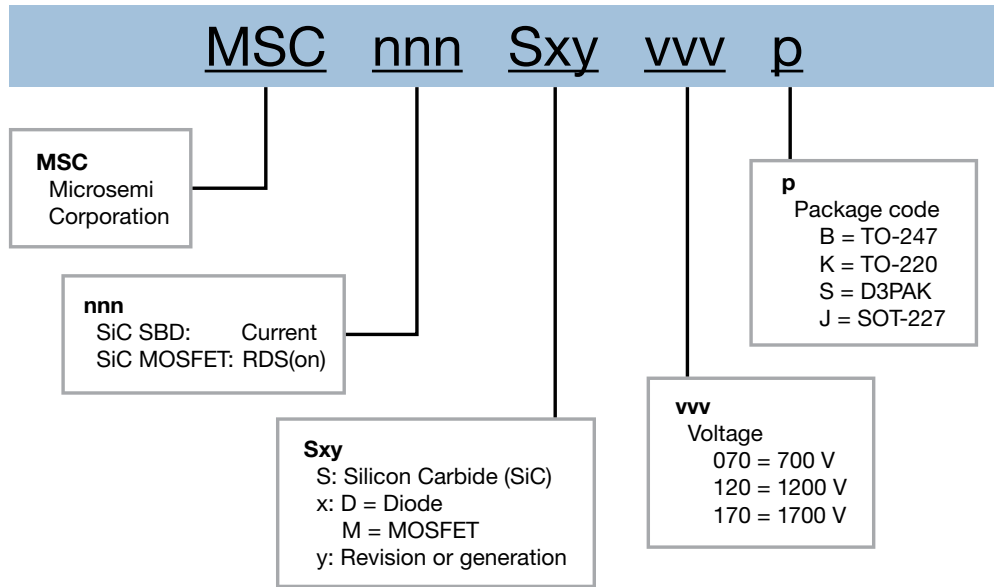 MSC nnn Sxy vvv p
MSC
Microsemi
Corporation
nnn
SiC SBD: Current
SiC MOSFET: RDS(on)
Sxy
S: Silicon Carbide (SiC)
x: D = Diode
M = MOSFET
y: Revision or generation
vvv
Voltage
070 = 700 V
120 = 1200 V
170 = 1700 V
p
Package code
B = TO-247
K = TO-220
S = D3PAK
J = SOT-227